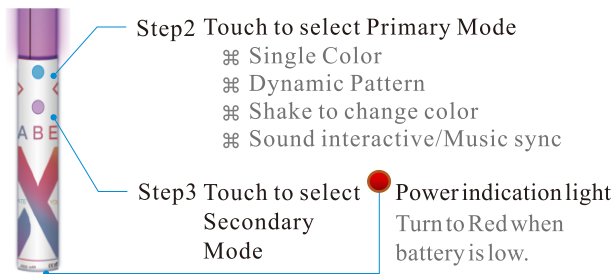 Step2 Touch to select Primary Mode
⌘ Single Color
⌘ Dynamic Pattern
⌘ Shake to change color
⌘ Sound interactive/Music sync
ABE
X
Step3 Touch to select
Secondary
Mode
Power indication light
Turn to Red when
battery is low.